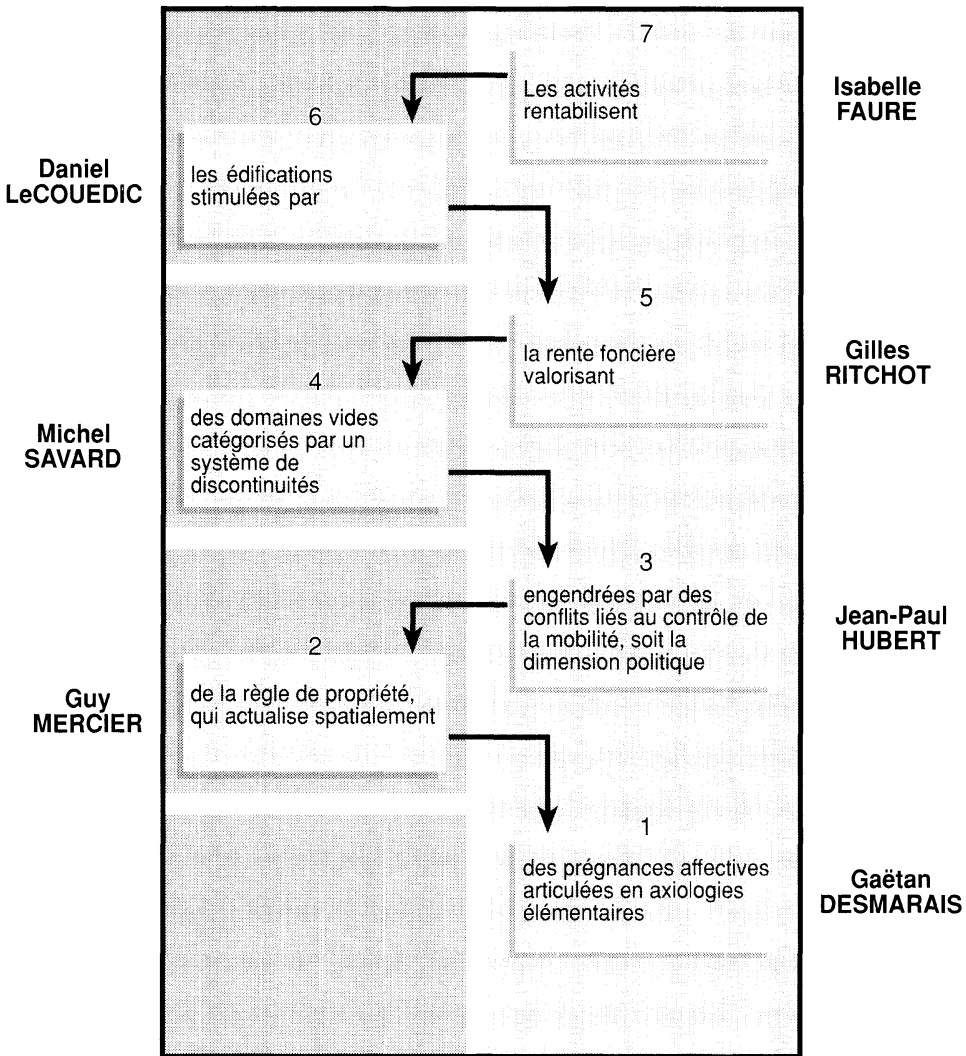 7
Les activités
rentabilisent
Isabelle
FAURE
6
les édifications
stimulées par
Daniel
LeCOUEDIC
5
la rente foncière
valorisant
Gilles
RITCHOT
4
des domaines vides
catégorisés par un
système de
discontinuités
Michel
SAVARD
3
engendrées par des
conflits liés au contrôle de
la mobilité, soit la
dimension politique
Jean-Paul
HUBERT
2
de la règle de propriété,
qui actualise spatialement
Guy
MERCIER
1
des prégnances affectives
articulées en axiologies
élémentaires
Gaëtan
DESMARAIS